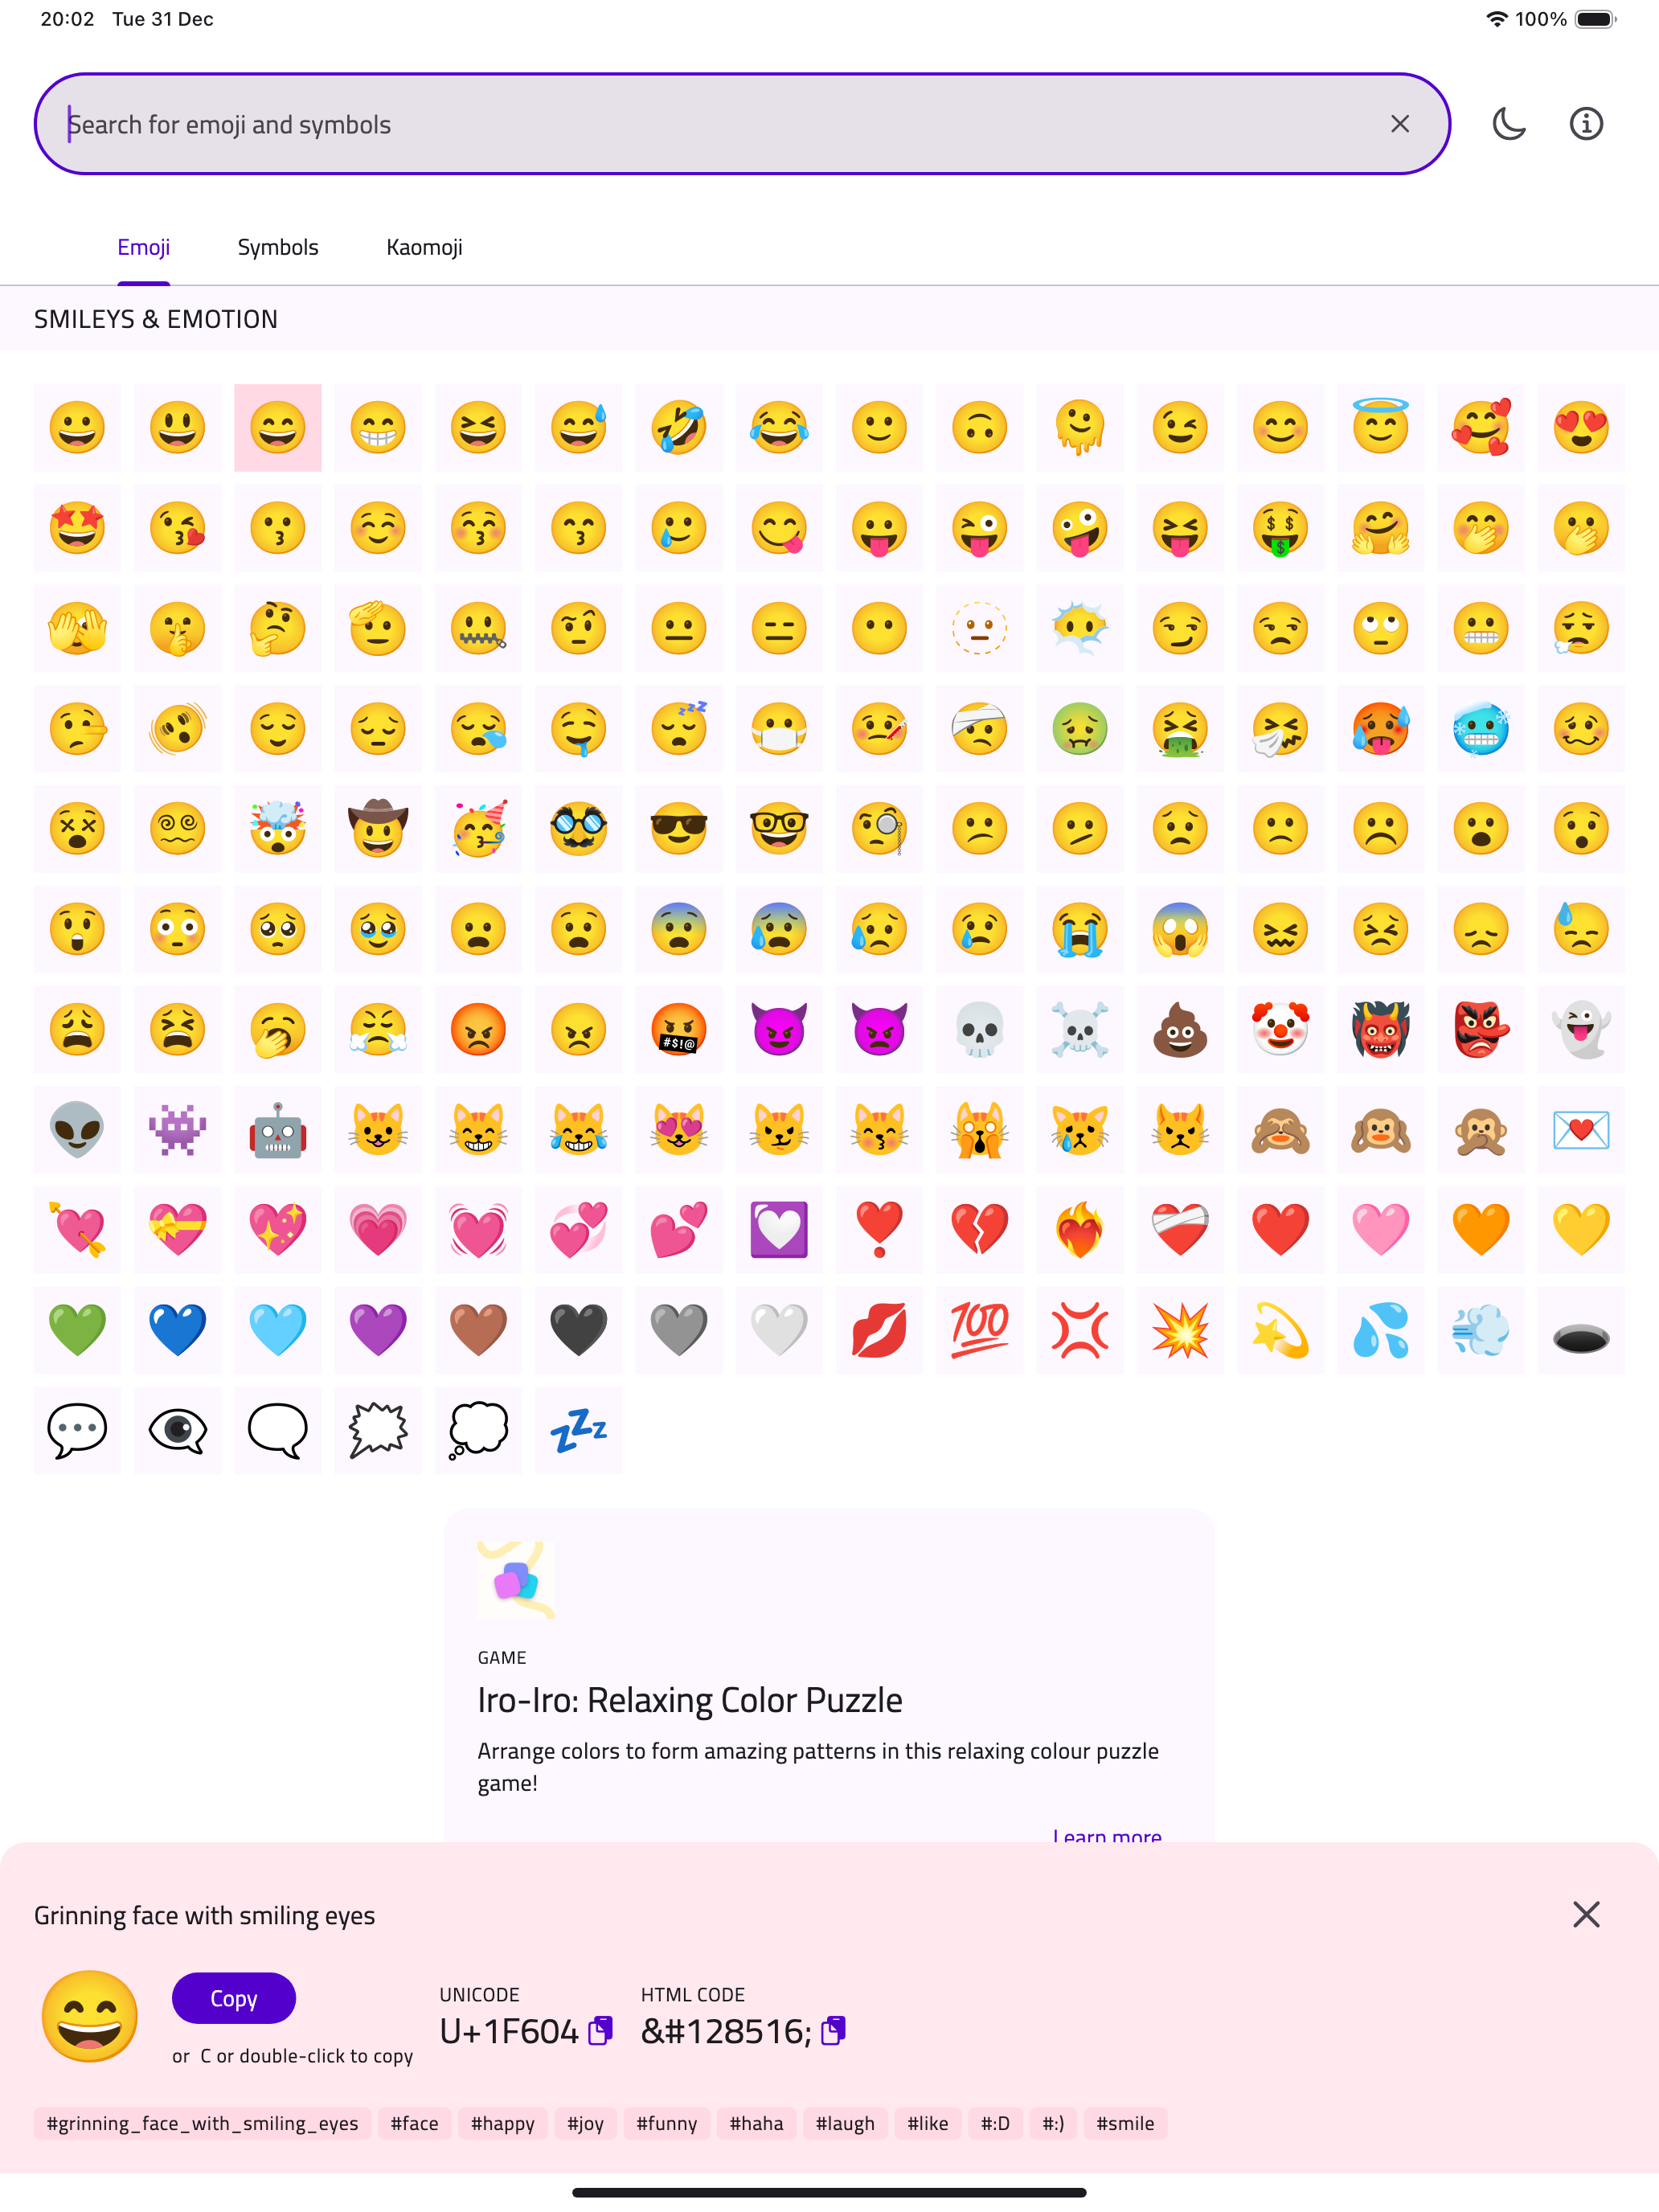 20:02 Tue 31 Dec 100%
Search for emoji and symbols
Emoji Symbols Kaomoji
SMILEYS & EMOTION
GAME
Iro-Iro: Relaxing Color Puzzle
Arrange colors to form amazing patterns in this relaxing colour puzzle
game!
Learn more
Grinning face with smiling eyes
Copy
or C or double-click to copy
UNICODE
U+1F604
HTML CODE
&#128516;
#grinning_face_with_smiling_eyes #face #happy #joy #funny #haha #laugh #like #:D #:) #smile